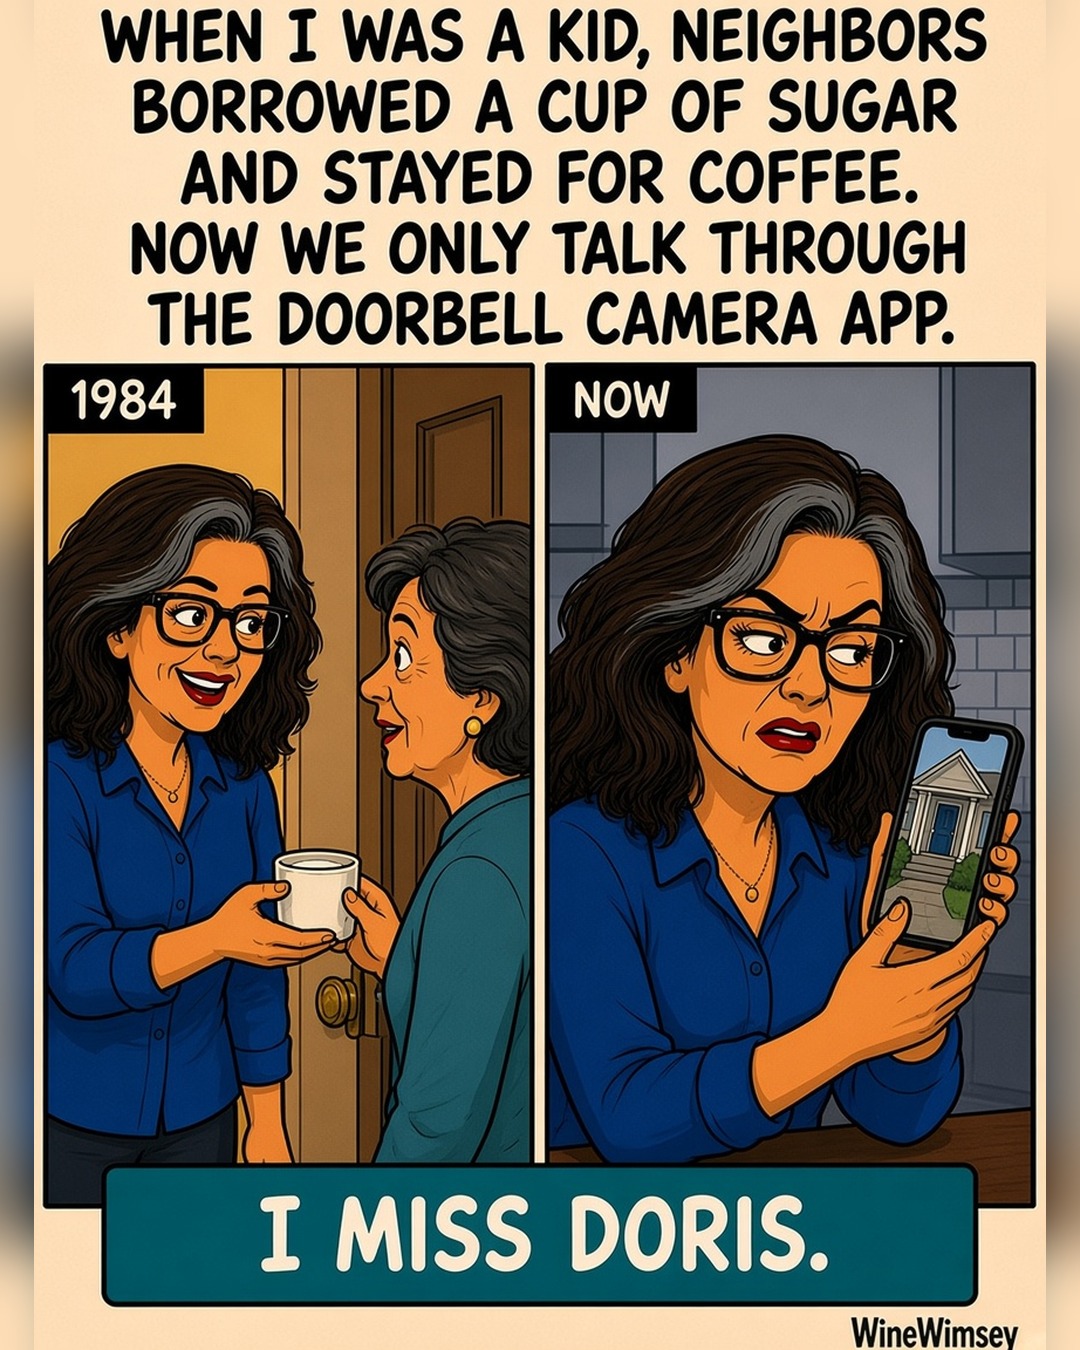 WHEN I WAS A KID, NEIGHBORS
BORROWED A CUP OF SUGAR
AND STAYED FOR COFFEE.
NOW WE ONLY TALK THROUGH
THE DOORBELL CAMERA APP.
1984
NOW
I MISS DORIS.
WineWimsey